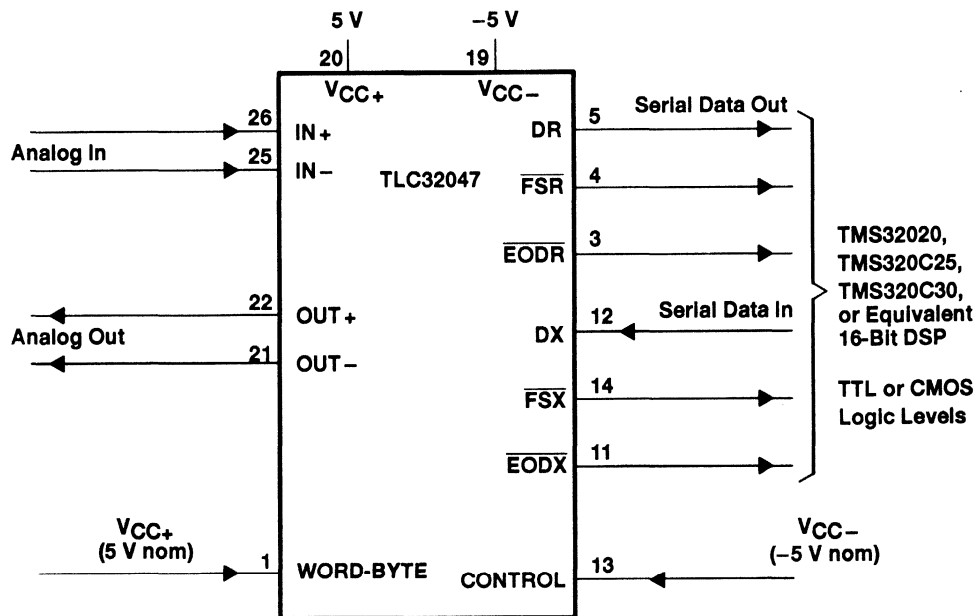 5 V
−5 V
20
19
VCC+
VCC−
26
IN+
Analog In
25
IN−
TLC32047
5
Serial Data Out
DR
4
FSR
3
EODR
22
OUT+
Analog Out
21
OUT−
Serial Data In
12
DX
14
FSX
11
EODX
TMS32020,
TMS320C25,
TMS320C30,
or Equivalent
16-Bit DSP
TTL or CMOS
Logic Levels
VCC+
(5 V nom)
1
WORD-BYTE
CONTROL
13
VCC−
(−5 V nom)